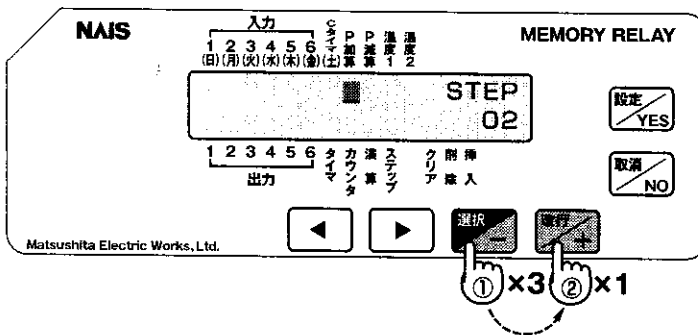 NAIS
MEMORY RELAY
入力
1 2 3 4 5 6
(日)(月)(火)(水)(木)(金)(土)
Cタイマ
P加算
P減算
温度1
温度2
STEP
02
1 2 3 4 5 6
出力
タイマ
カウンタ
演算
ステップ
クリア
削除
挿入
設定
YES
取消
NO
◀
▶
選択
−
進行
+
Matsushita Electric Works, Ltd.
①×3
②×1